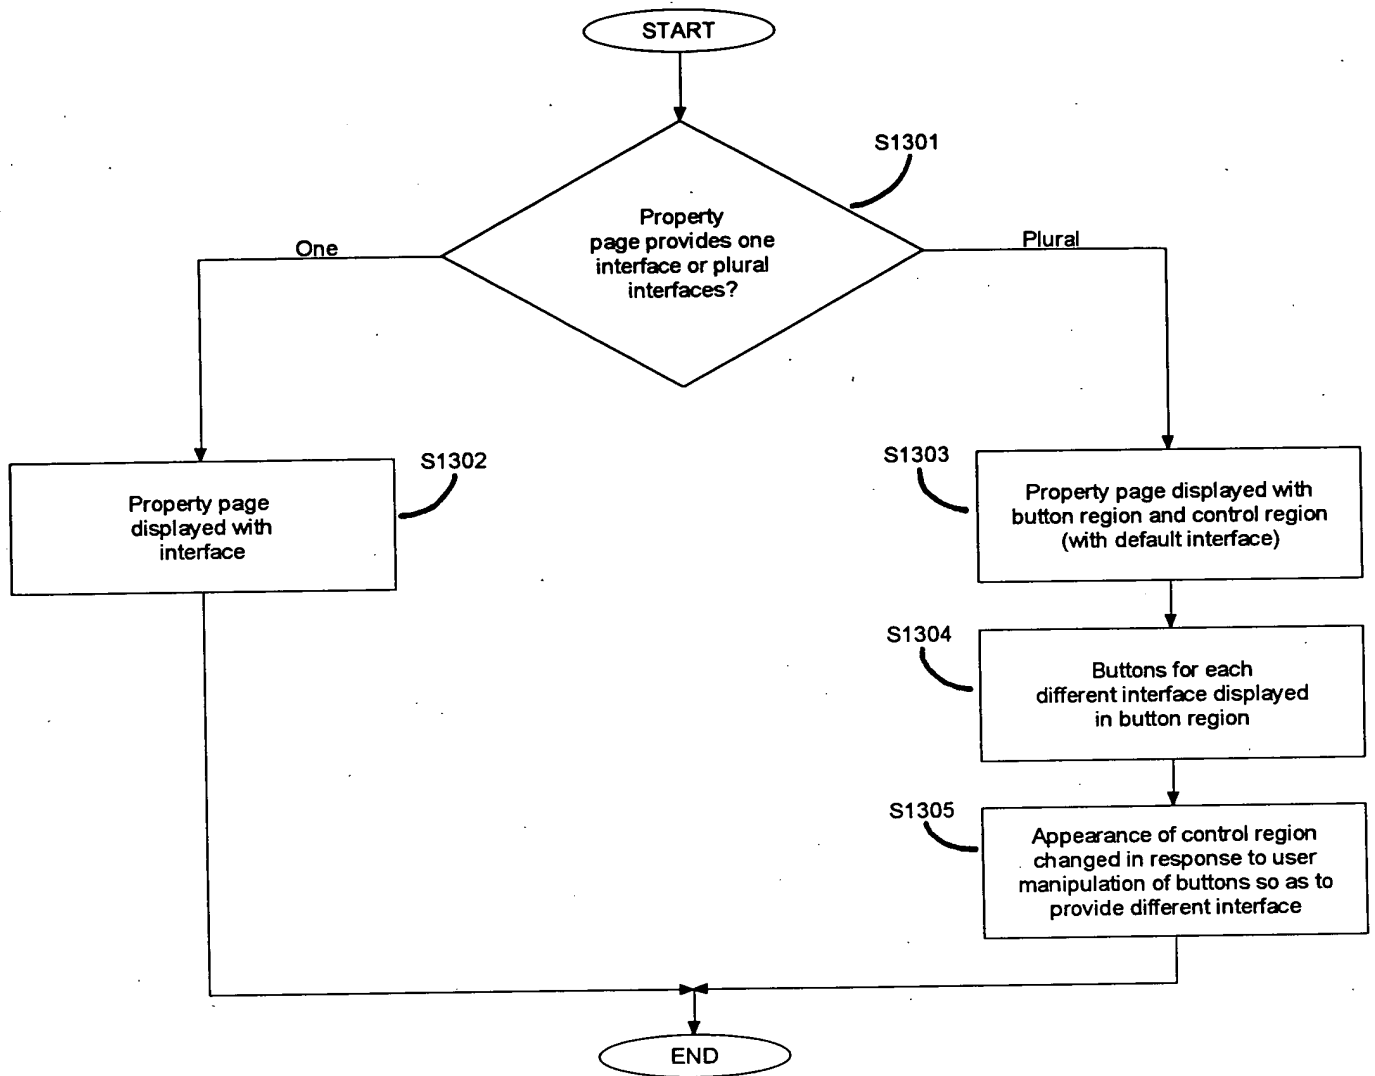 START
S1301
Property
page provides one
interface or plural
interfaces?
One
Plural
S1302
Property page
displayed with
interface
S1303
Property page displayed with
button region and control region
(with default interface)
S1304
Buttons for each
different interface displayed
in button region
S1305
Appearance of control region
changed in response to user
manipulation of buttons so as to
provide different interface
END